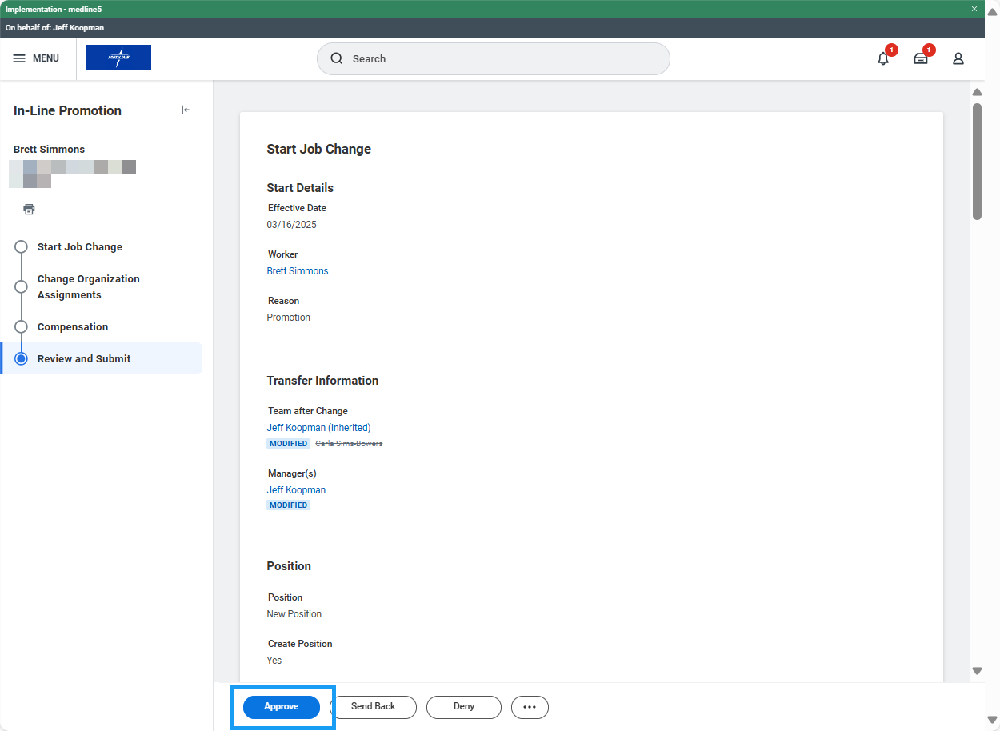 Implementation - medline5
On behalf of: Jeff Koopman
MENU
MEDLINE
Search
1
1
In-Line Promotion
Brett Simmons
Start Job Change
Change Organization
Assignments
Compensation
Review and Submit
Start Job Change
Start Details
Effective Date
03/16/2025
Worker
Brett Simmons
Reason
Promotion
Transfer Information
Team after Change
Jeff Koopman (Inherited)
MODIFIED Carla Sims-Bowers
Manager(s)
Jeff Koopman
MODIFIED
Position
Position
New Position
Create Position
Yes
Approve
Send Back
Deny